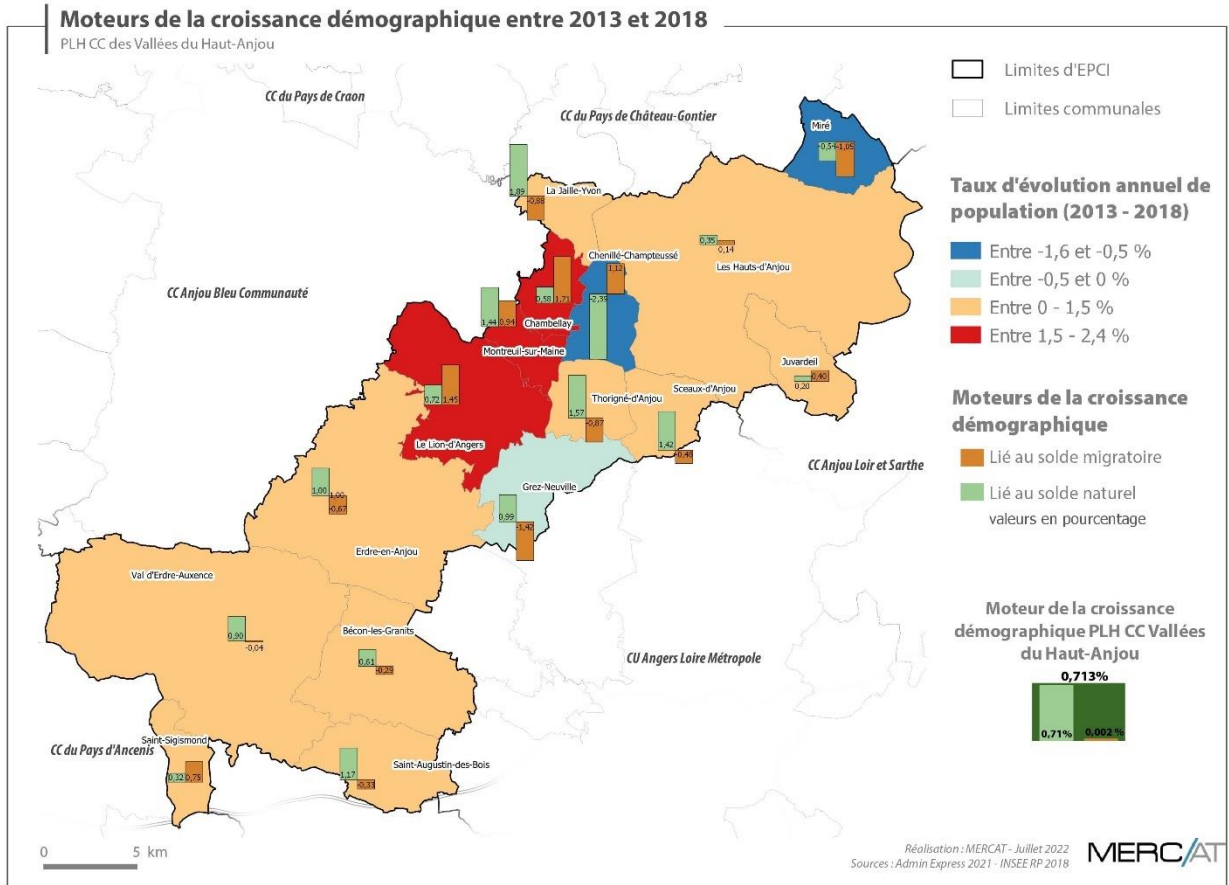 Moteurs de la croissance démographique entre 2013 et 2018
PLH CC des Vallées du Haut-Anjou
CC du Pays de Craon
CC du Pays de Château-Gontier
Miré
-0,54
-1,05
1,89
-0,88
La Jaille-Yvon
0,35
0,14
Les Hauts-d'Anjou
Chenillé-Champteussé
1,12
-2,39
CC Anjou Bleu Communauté
0,58
1,71
Chambellay
1,44
0,94
Montreuil-sur-Maine
Juvardeil
0,20
0,40
0,72
1,45
Le Lion-d'Angers
1,57
-0,87
Thorigné-d'Anjou
Sceaux-d'Anjou
1,42
-0,48
CC Anjou Loir et Sarthe
Grez-Neuville
0,99
-1,42
1,00
1,00
-0,67
Erdre-en-Anjou
Val d'Erdre-Auxence
0,90
-0,04
Bécon-les-Granits
0,61
-0,29
CU Angers Loire Métropole
CC du Pays d'Ancenis
Saint-Sigismond
0,32
0,75
1,17
-0,33
Saint-Augustin-des-Bois
0
5 km
Limites d'EPCI
Limites communales
Taux d'évolution annuel de
population (2013 - 2018)
Entre -1,6 et -0,5 %
Entre -0,5 et 0 %
Entre 0 - 1,5 %
Entre 1,5 - 2,4 %
Moteurs de la croissance
démographique
Lié au solde migratoire
Lié au solde naturel
valeurs en pourcentage
Moteur de la croissance
démographique PLH CC Vallées
du Haut-Anjou
0,713%
0,71%
0,002 %
Réalisation : MERCAT - Juillet 2022
Sources : Admin Express 2021 - INSEE RP 2018
MERC/AT